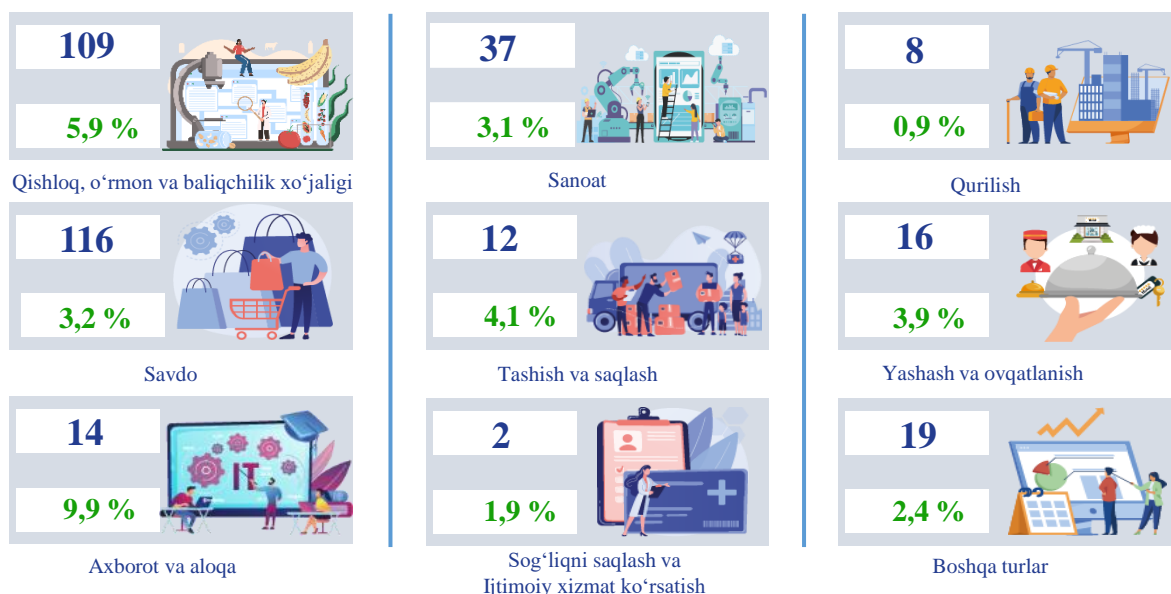 109
5,9 %
Qishloq, oʻrmon va baliqchilik xoʻjaligi
37
3,1 %
Sanoat
8
0,9 %
Qurilish
116
3,2 %
Savdo
12
4,1 %
Tashish va saqlash
16
3,9 %
Yashash va ovqatlanish
14
IT
9,9 %
Axborot va aloqa
2
1,9 %
Sogʻliqni saqlash va
Ijtimoiy xizmat koʻrsatish
19
2,4 %
Boshqa turlar